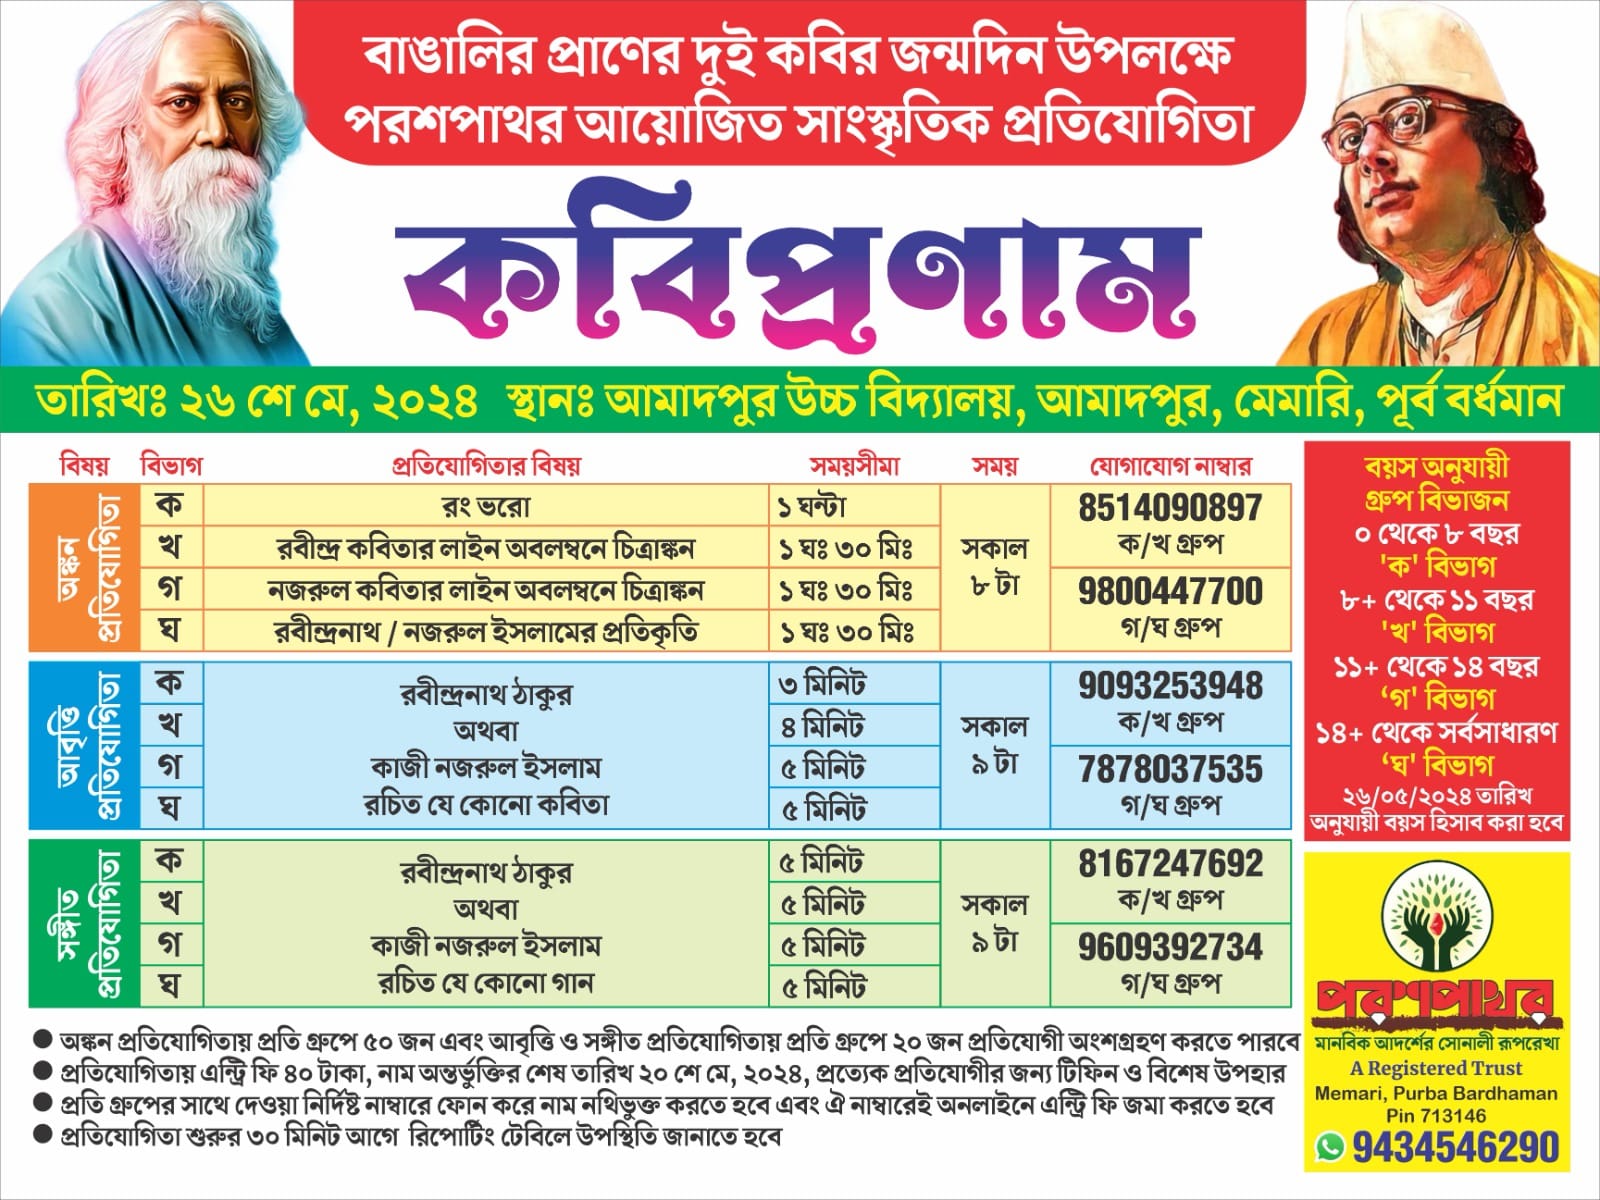 বাঙালির প্রাণের দুই কবির জন্মদিন উপলক্ষে
পরশপাথর আয়োজিত সাংস্কৃতিক প্রতিযোগিতা
কবিপ্রণাম
তারিখঃ ২৬ শে মে, ২০২৪ স্থানঃ আমাদপুর উচ্চ বিদ্যালয়, আমাদপুর, মেমারি, পূর্ব বর্ধমান
বিষয় বিভাগ প্রতিযোগিতার বিষয় সময়সীমা সময় যোগাযোগ নাম্বার
অঙ্কন
প্রতিযোগিতা
ক রং ভরো ১ ঘন্টা
খ রবীন্দ্র কবিতার লাইন অবলম্বনে চিত্রাঙ্কন ১ ঘঃ ৩০ মিঃ
গ নজরুল কবিতার লাইন অবলম্বনে চিত্রাঙ্কন ১ ঘঃ ৩০ মিঃ
ঘ রবীন্দ্রনাথ / নজরুল ইসলামের প্রতিকৃতি ১ ঘঃ ৩০ মিঃ
সকাল
৮ টা
8514090897
ক/খ গ্রুপ
9800447700
গ/ঘ গ্রুপ
আবৃত্তি
প্রতিযোগিতা
ক
খ
গ
ঘ
রবীন্দ্রনাথ ঠাকুর
অথবা
কাজী নজরুল ইসলাম
রচিত যে কোনো কবিতা
৩ মিনিট
৪ মিনিট
৫ মিনিট
৫ মিনিট
সকাল
৯ টা
9093253948
ক/খ গ্রুপ
7878037535
গ/ঘ গ্রুপ
সঙ্গীত
প্রতিযোগিতা
ক
খ
গ
ঘ
রবীন্দ্রনাথ ঠাকুর
অথবা
কাজী নজরুল ইসলাম
রচিত যে কোনো গান
৫ মিনিট
৫ মিনিট
৫ মিনিট
৫ মিনিট
সকাল
৯ টা
8167247692
ক/খ গ্রুপ
9609392734
গ/ঘ গ্রুপ
বয়স অনুযায়ী
গ্রুপ বিভাজন
০ থেকে ৮ বছর
'ক' বিভাগ
৮+ থেকে ১১ বছর
'খ' বিভাগ
১১+ থেকে ১৪ বছর
‘গ' বিভাগ
১৪+ থেকে সর্বসাধারণ
‘ঘ' বিভাগ
২৬/০৫/২০২৪ তারিখ
অনুযায়ী বয়স হিসাব করা হবে
● অঙ্কন প্রতিযোগিতায় প্রতি গ্রুপে ৫০ জন এবং আবৃত্তি ও সঙ্গীত প্রতিযোগিতায় প্রতি গ্রুপে ২০ জন প্রতিযোগী অংশগ্রহণ করতে পারবে
● প্রতিযোগিতায় এন্ট্রি ফি ৪০ টাকা, নাম অন্তর্ভুক্তির শেষ তারিখ ২০ শে মে, ২০২৪, প্রত্যেক প্রতিযোগীর জন্য টিফিন ও বিশেষ উপহার
● প্রতি গ্রুপের সাথে দেওয়া নির্দিষ্ট নাম্বারে ফোন করে নাম নথিভুক্ত করতে হবে এবং ঐ নাম্বারেই অনলাইনে এন্ট্রি ফি জমা করতে হবে
● প্রতিযোগিতা শুরুর ৩০ মিনিট আগে রিপোর্টিং টেবিলে উপস্থিতি জানাতে হবে
পরশপাথর
মানবিক আদর্শের সোনালী রূপরেখা
A Registered Trust
Memari, Purba Bardhaman
Pin 713146
9434546290